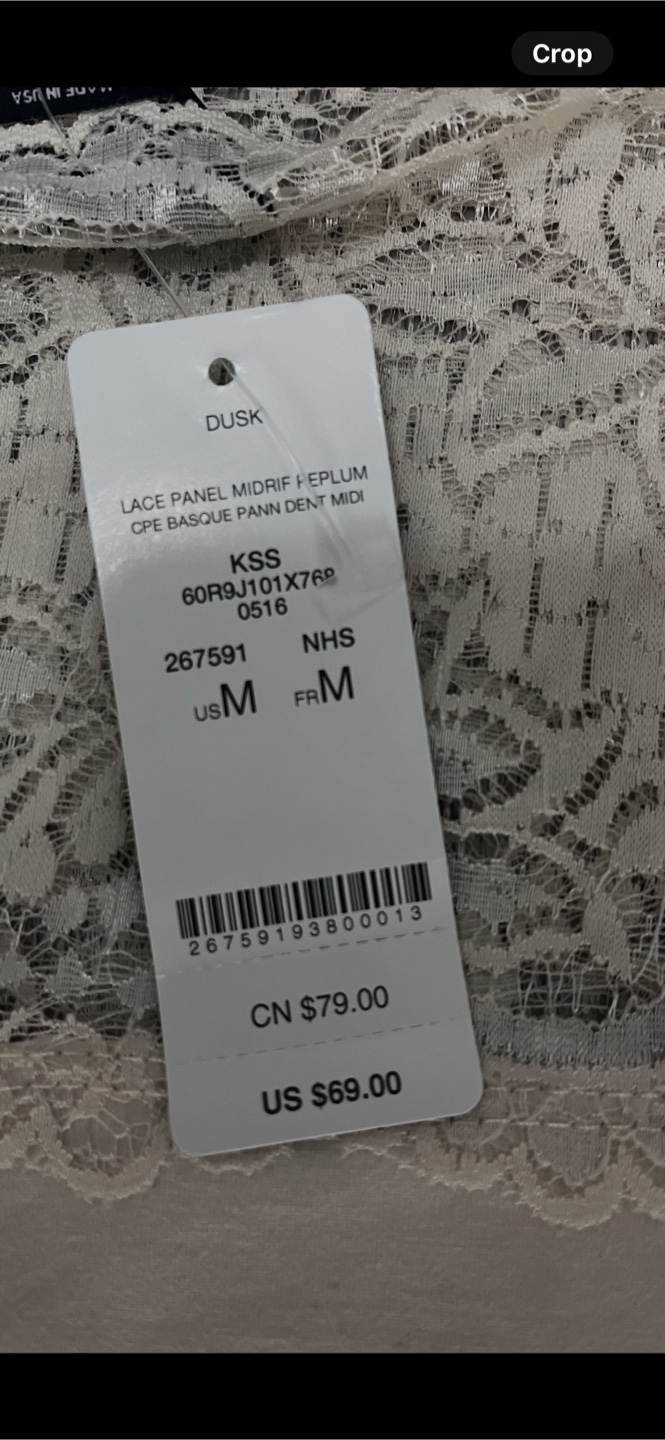 Crop
MADE IN USA
DUSK
LACE PANEL MIDRIF PEPLUM
CPE BASQUE PANN DENT MIDI
KSS
60R9J101X768
0516
267591 NHS
USM FRM
26759193800013
CN $79.00
US $69.00